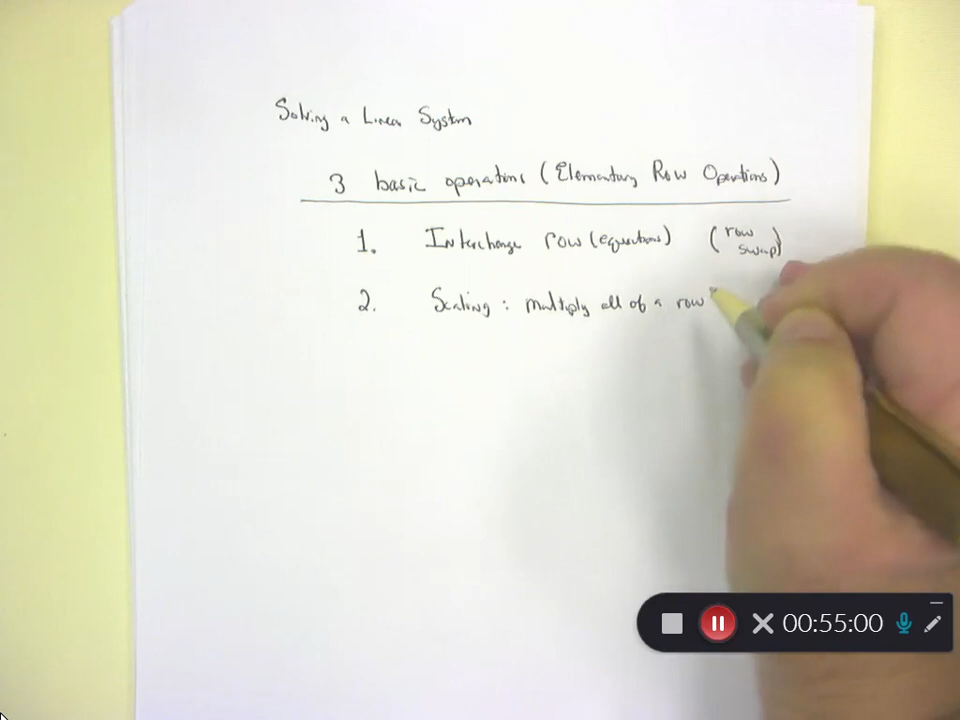 Solving a Linear System
3 basic operations (Elementary Row Operations)
1. Interchange row (equations) (row swap)
2. Scaling : multiply all of a row
00:55:00